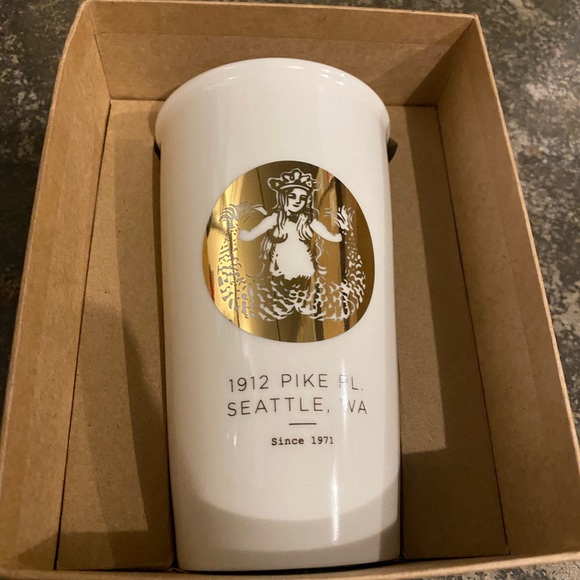 1912 PIKE PL.
SEATTLE, WA
Since 1971